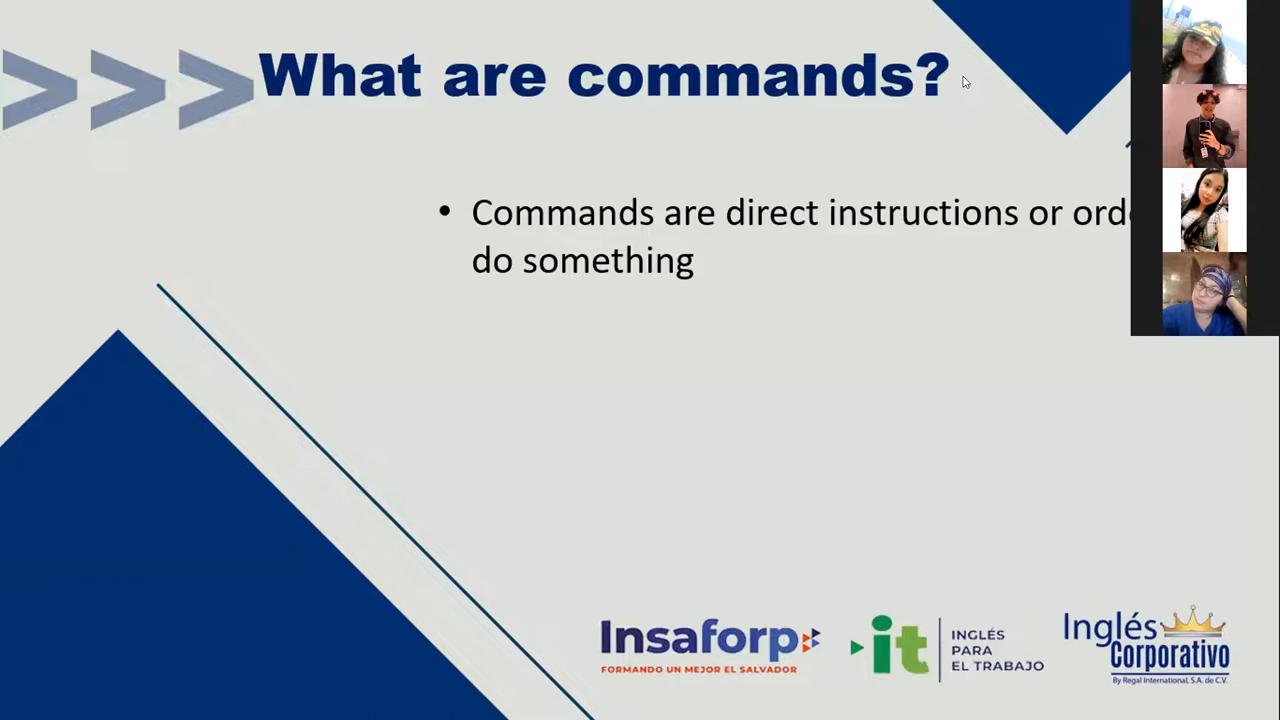 >>> What are commands?
• Commands are direct instructions or
do something
Insaforp
FORMANDO UN MEJOR EL SALVADOR
it
INGLÉS
PARA
EL TRABAJO
Inglés
Corporativo
By Regal International, S.A. de C.V.